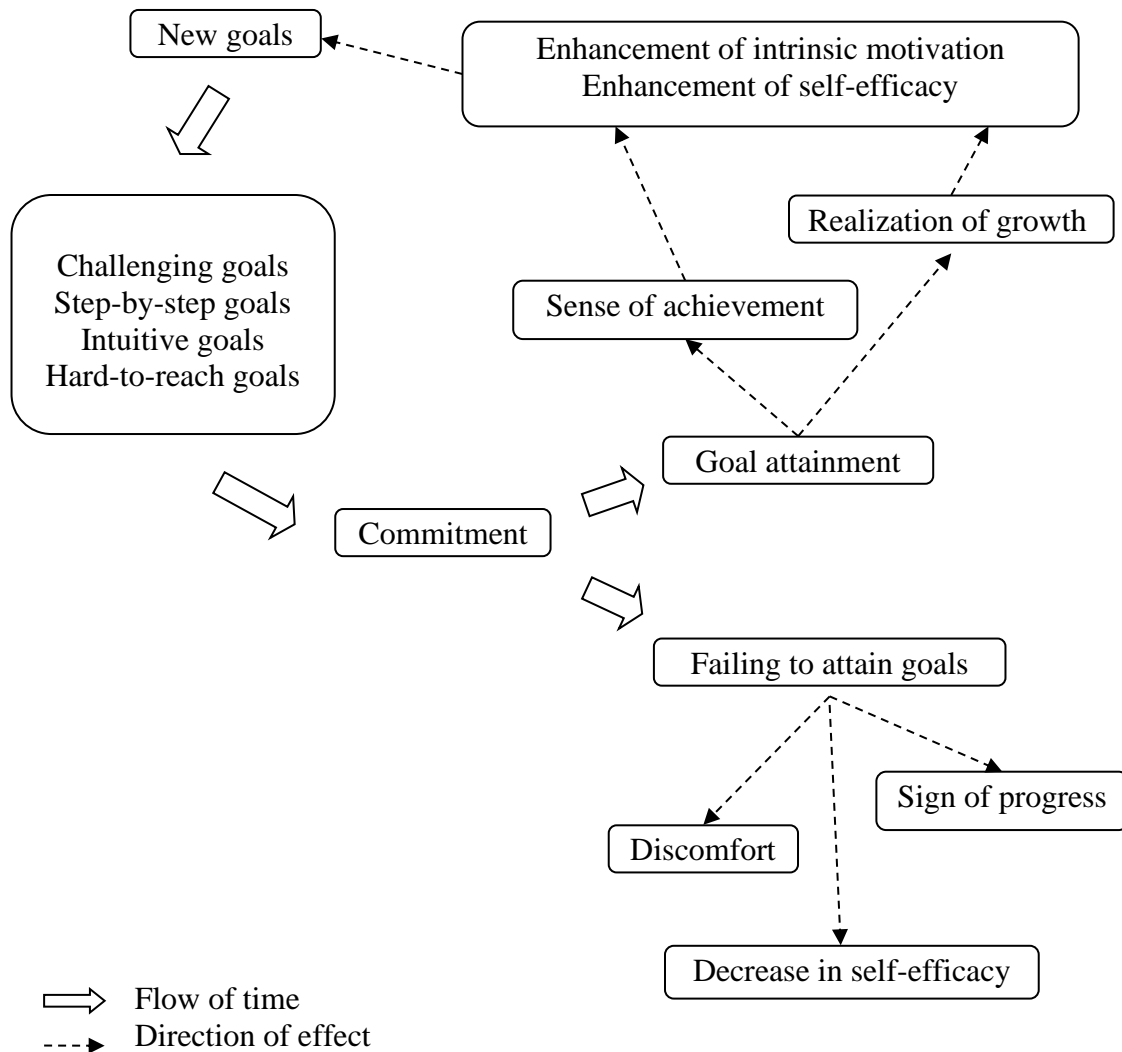 New goals
Enhancement of intrinsic motivation
Enhancement of self-efficacy
Realization of growth
Challenging goals
Step-by-step goals
Intuitive goals
Hard-to-reach goals
Sense of achievement
Goal attainment
Commitment
Failing to attain goals
Sign of progress
Discomfort
Decrease in self-efficacy
Flow of time
Direction of effect